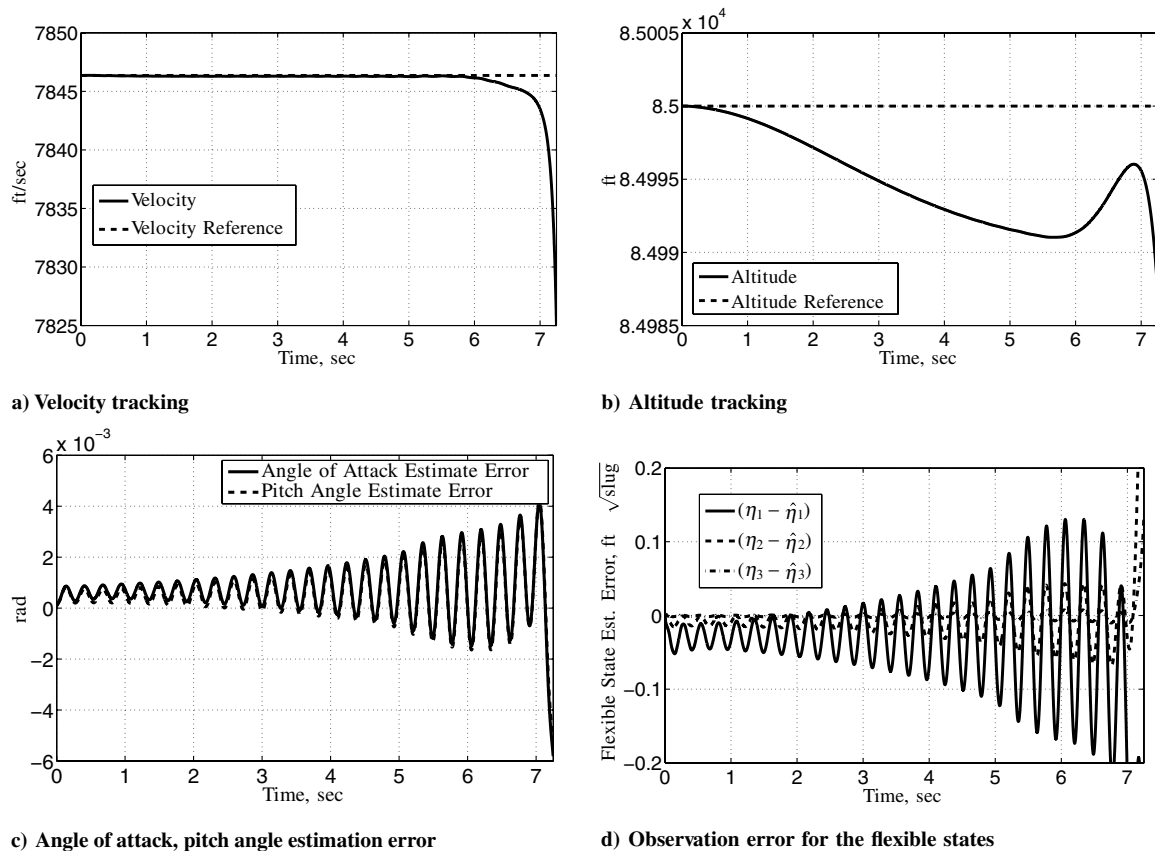 7850
7845
7840
7835
7830
7825
ft/sec
Velocity
Velocity Reference
0 1 2 3 4 5 6 7
Time, sec
a) Velocity tracking
x 10^4
8.5005
8.5
8.4995
8.499
8.4985
ft
Altitude
Altitude Reference
0 1 2 3 4 5 6 7
Time, sec
b) Altitude tracking
x 10^−3
6
4
2
0
−2
−4
−6
rad
Angle of Attack Estimate Error
Pitch Angle Estimate Error
0 1 2 3 4 5 6 7
Time, sec
c) Angle of attack, pitch angle estimation error
0.2
0.1
0
−0.1
−0.2
Flexible State Est. Error, ft √slug
(η1 − η̂1)
(η2 − η̂2)
(η3 − η̂3)
0 1 2 3 4 5 6 7
Time, sec
d) Observation error for the flexible states